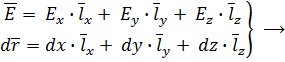 E̅ = Eₓ · l̅ₓ + E_y · l̅_y + E_z · l̅_z } →
dr̅ = dx · l̅ₓ + dy · l̅_y + dz · l̅_z